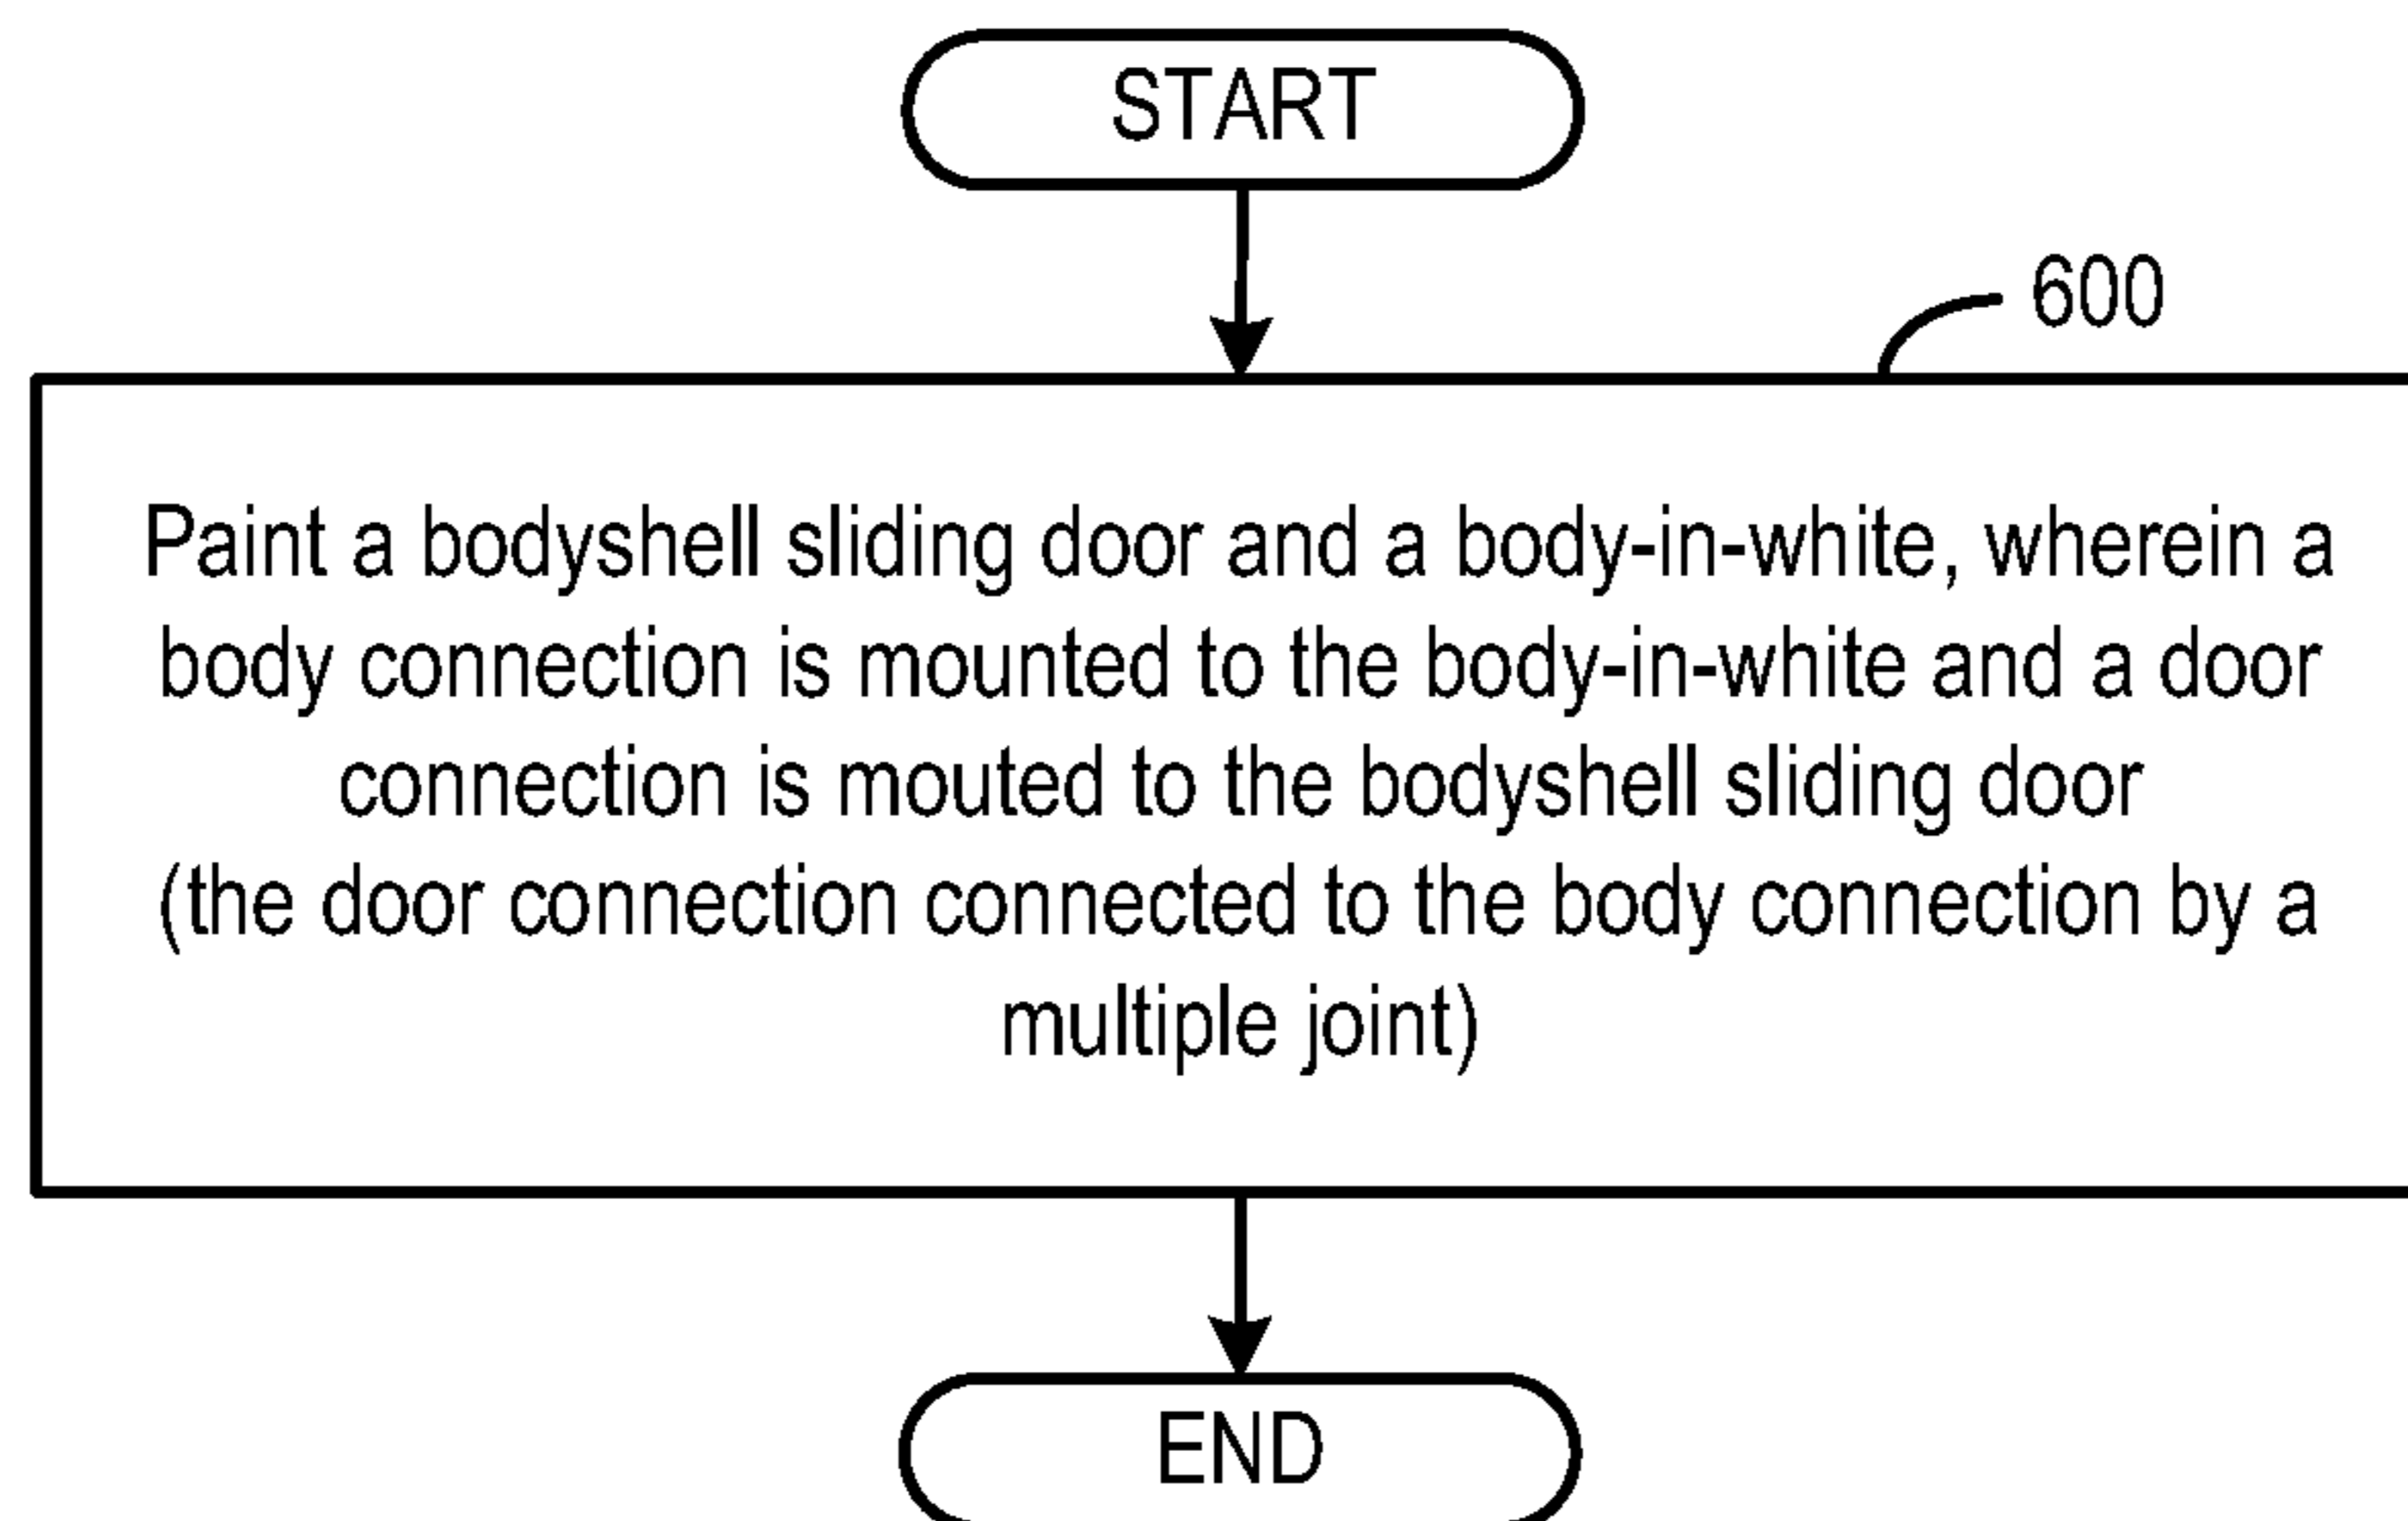 START
600
Paint a bodyshell sliding door and a body-in-white, wherein a
body connection is mounted to the body-in-white and a door
connection is mouted to the bodyshell sliding door
(the door connection connected to the body connection by a
multiple joint)
END